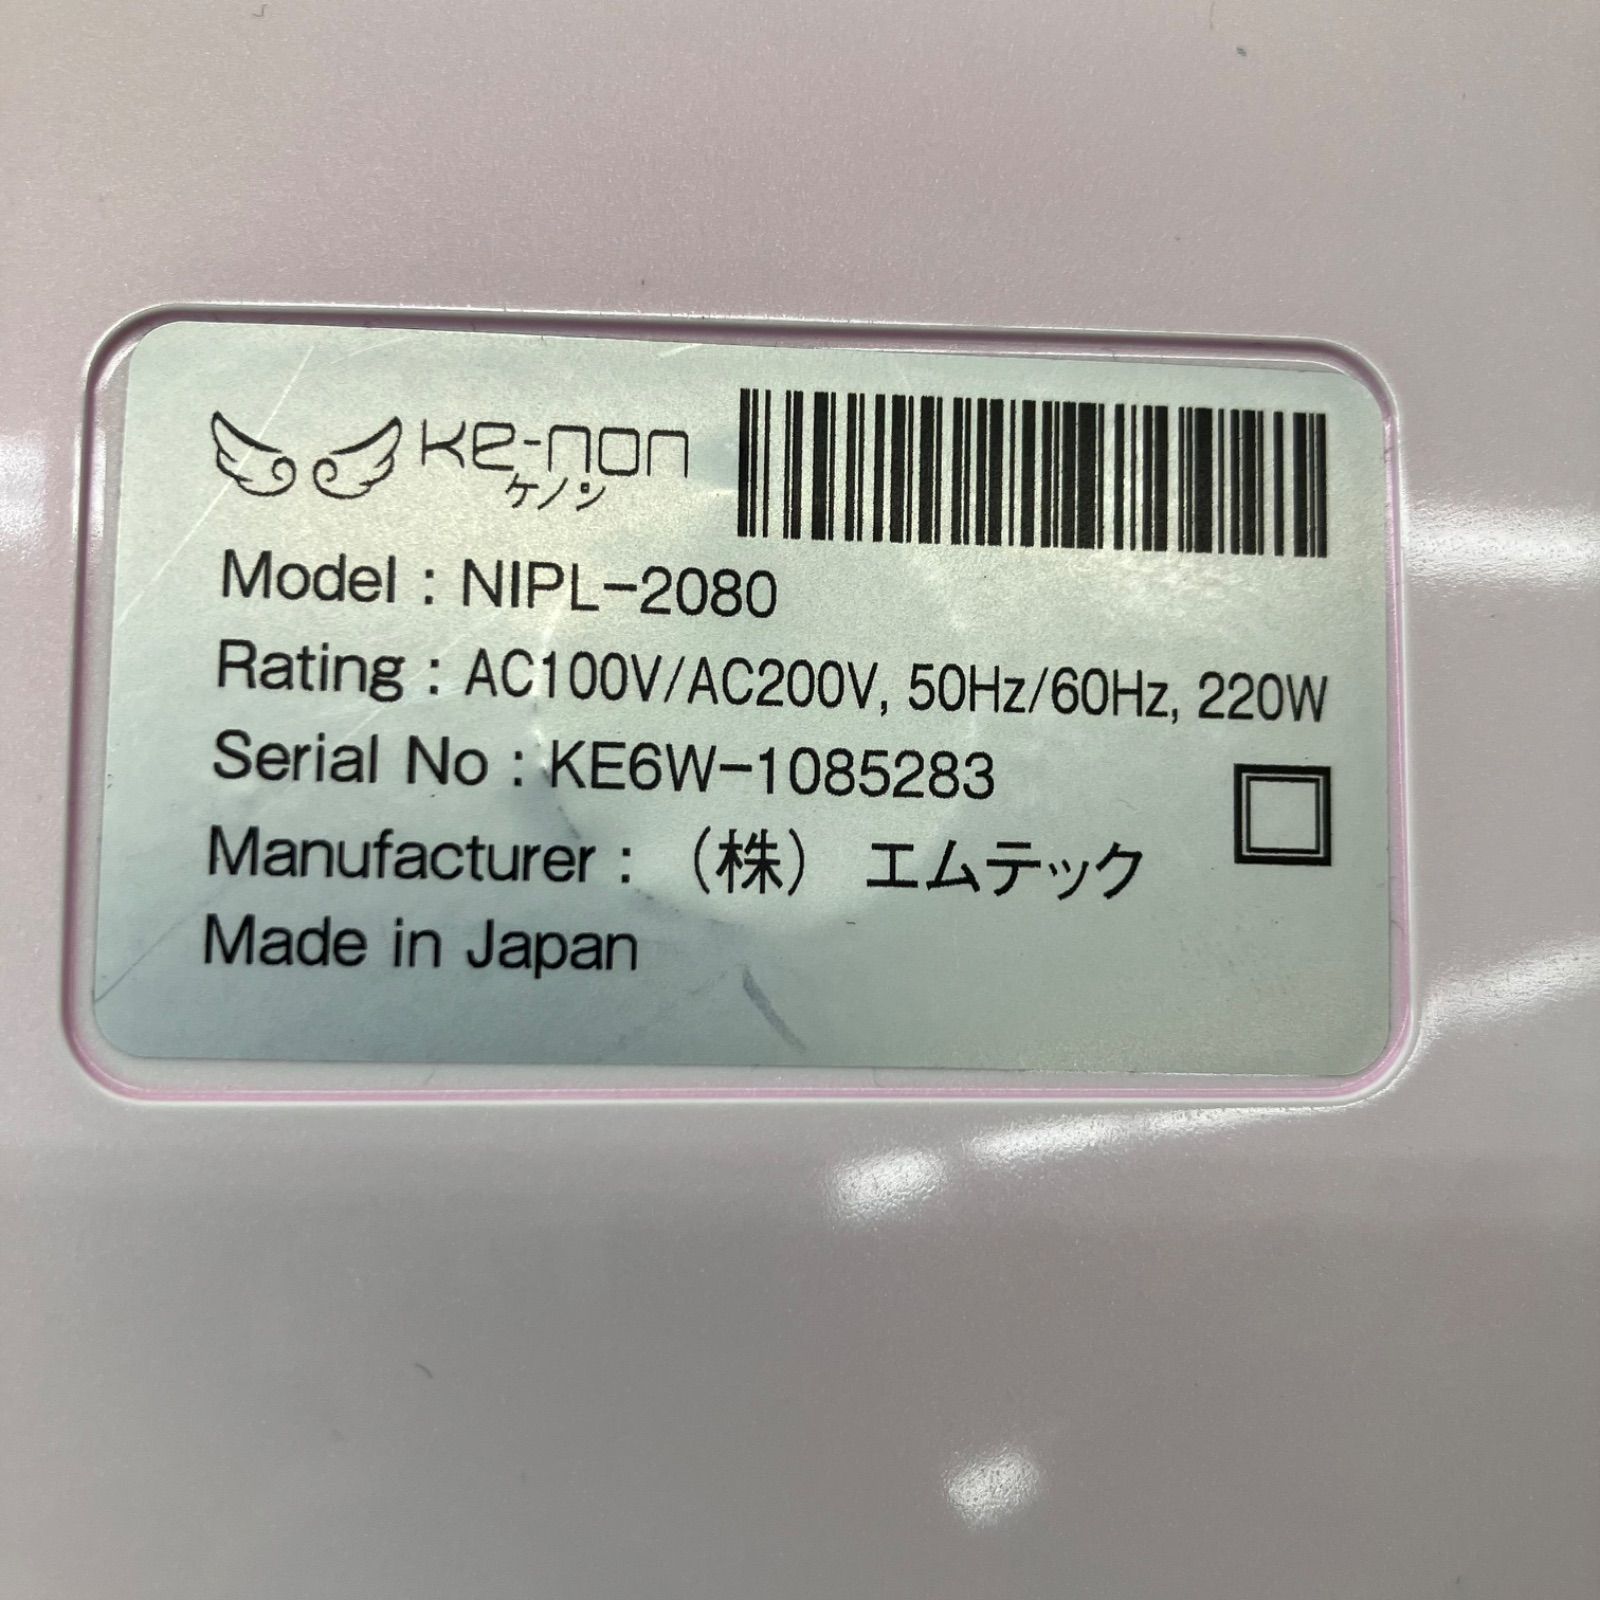 ke-non
ケノン
Model : NIPL-2080
Rating : AC100V/AC200V, 50Hz/60Hz, 220W
Serial No : KE6W-1085283
Manufacturer : （株） エムテック
Made in Japan